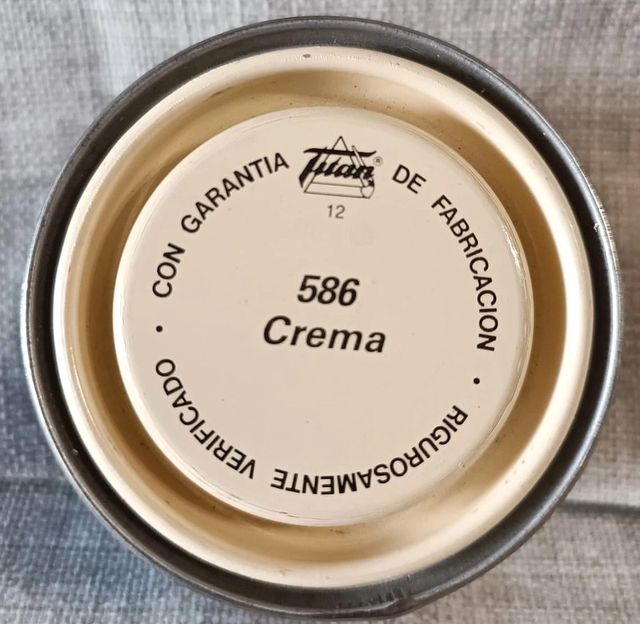 CON GARANTIA Titan® DE FABRICACION • RIGUROSAMENTE VERIFICADO •
12
586
Crema